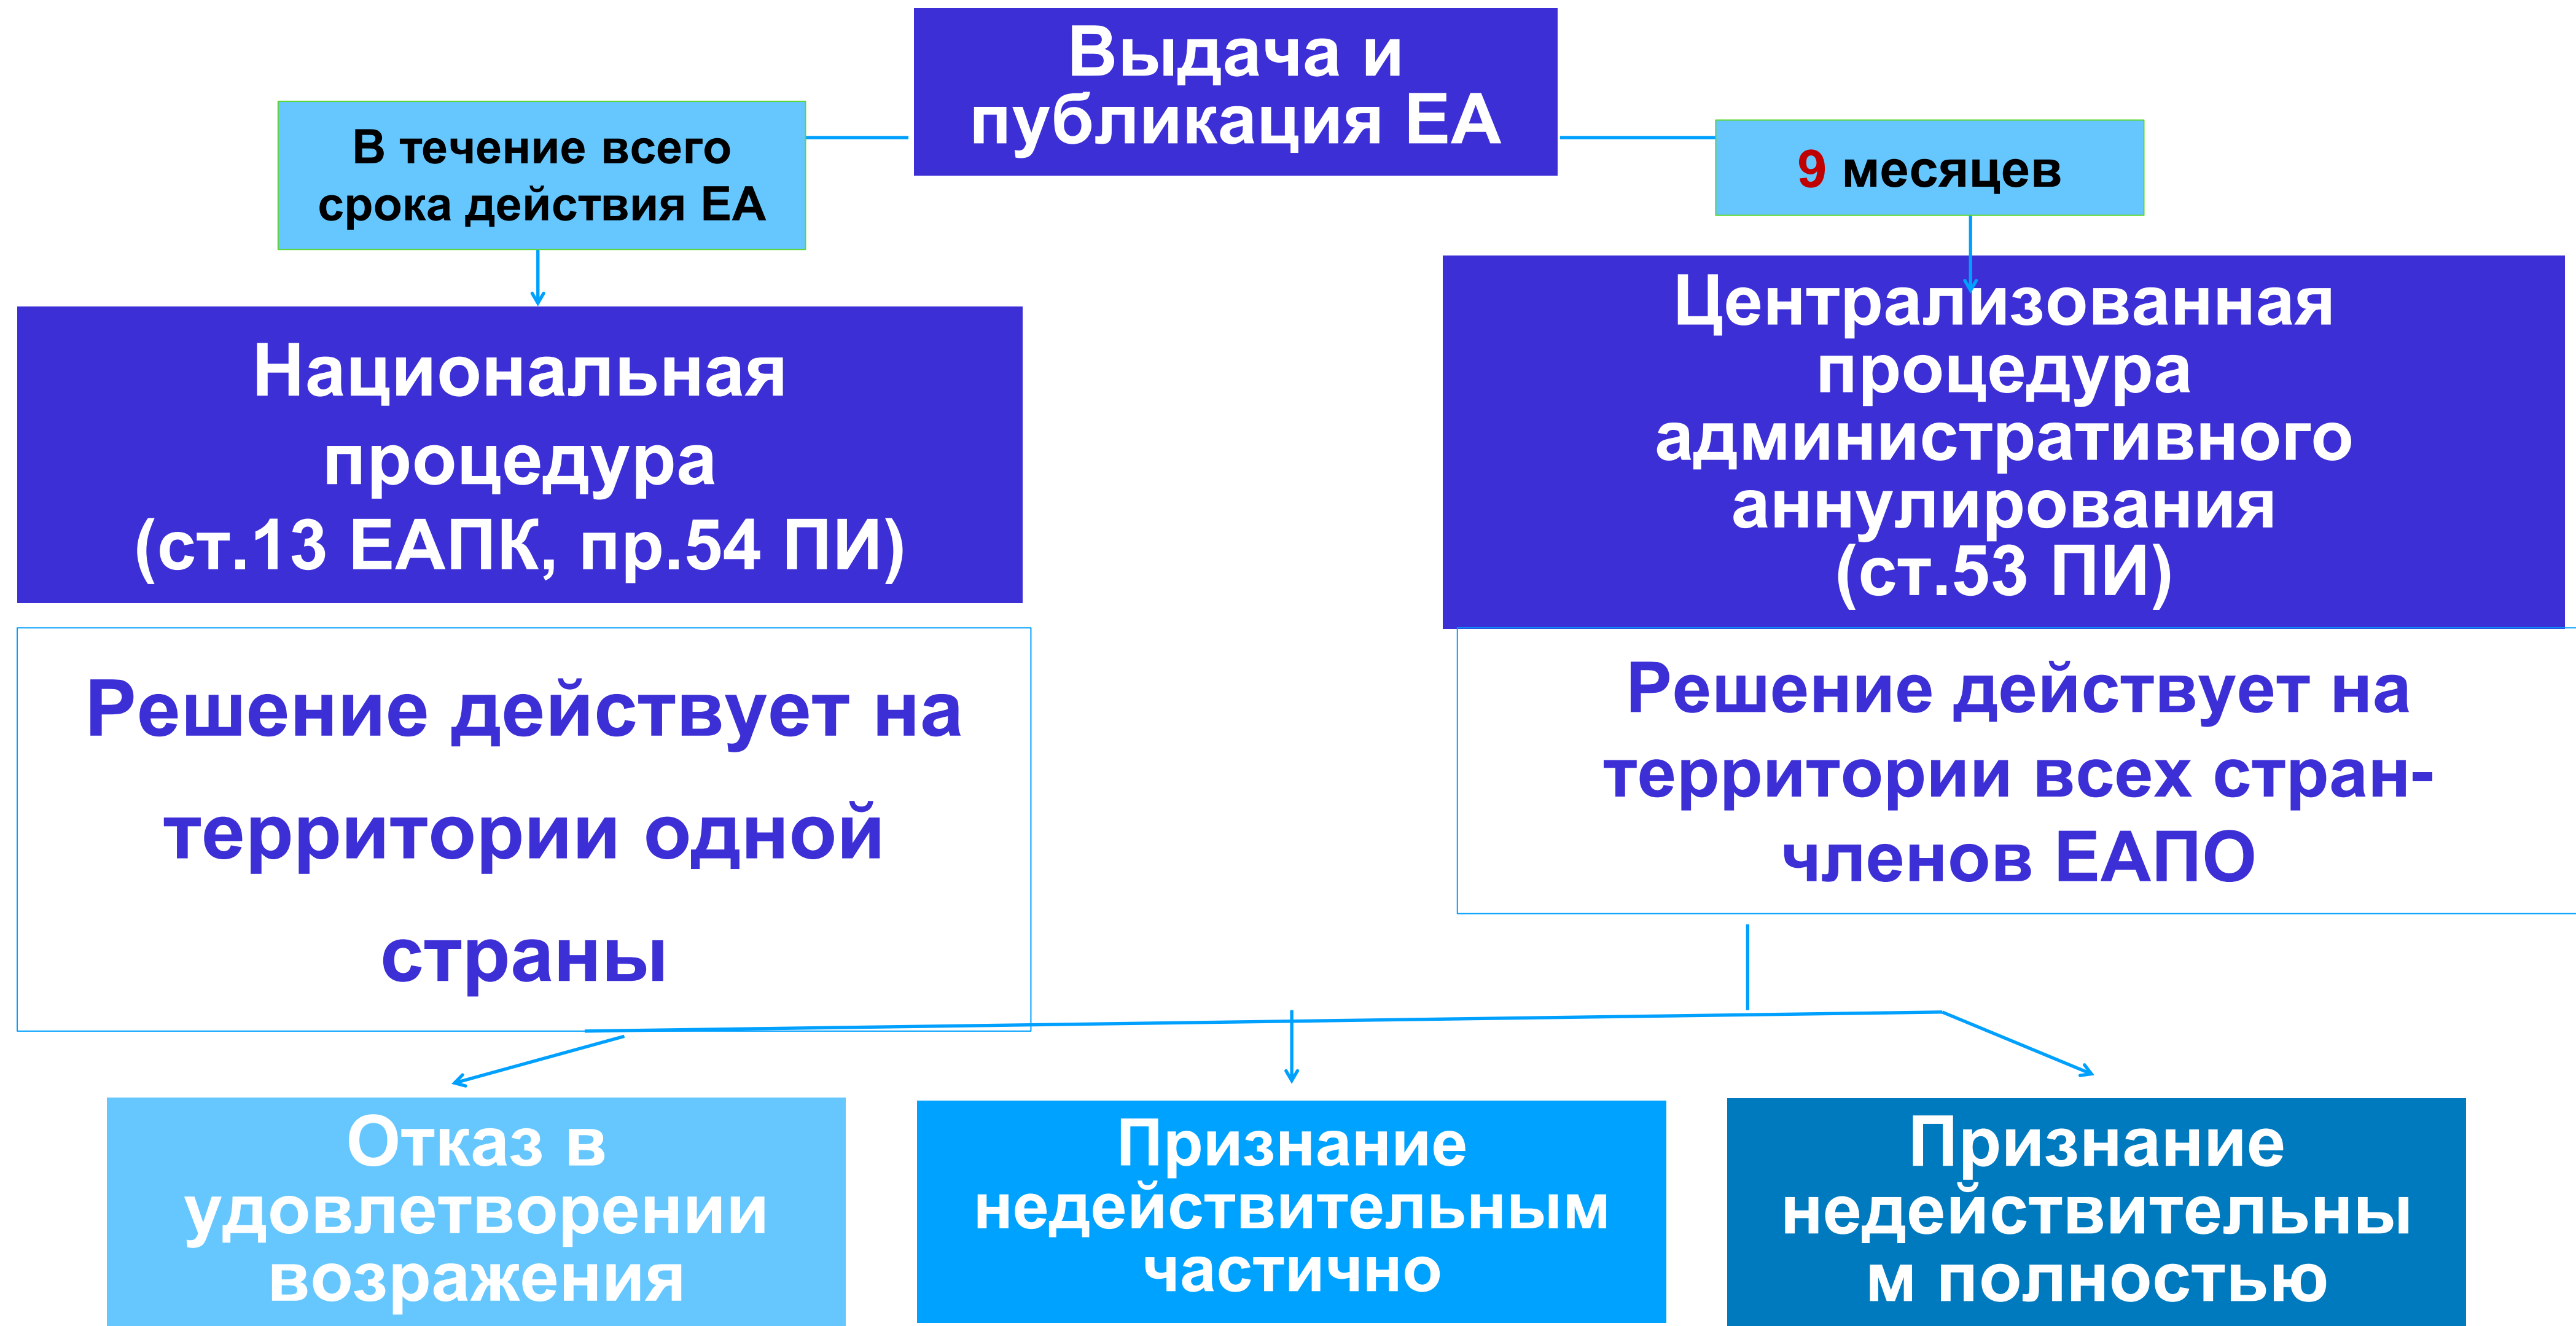 Выдача и
публикация ЕА
В течение всего
срока действия ЕА
9 месяцев
Национальная
процедура
(ст.13 ЕАПК, пр.54 ПИ)
Централизованная
процедура
административного
аннулирования
(ст.53 ПИ)
Решение действует на
территории одной
страны
Решение действует на
территории всех стран-
членов ЕАПО
Отказ в
удовлетворении
возражения
Признание
недействительным
частично
Признание
недействительны
м полностью